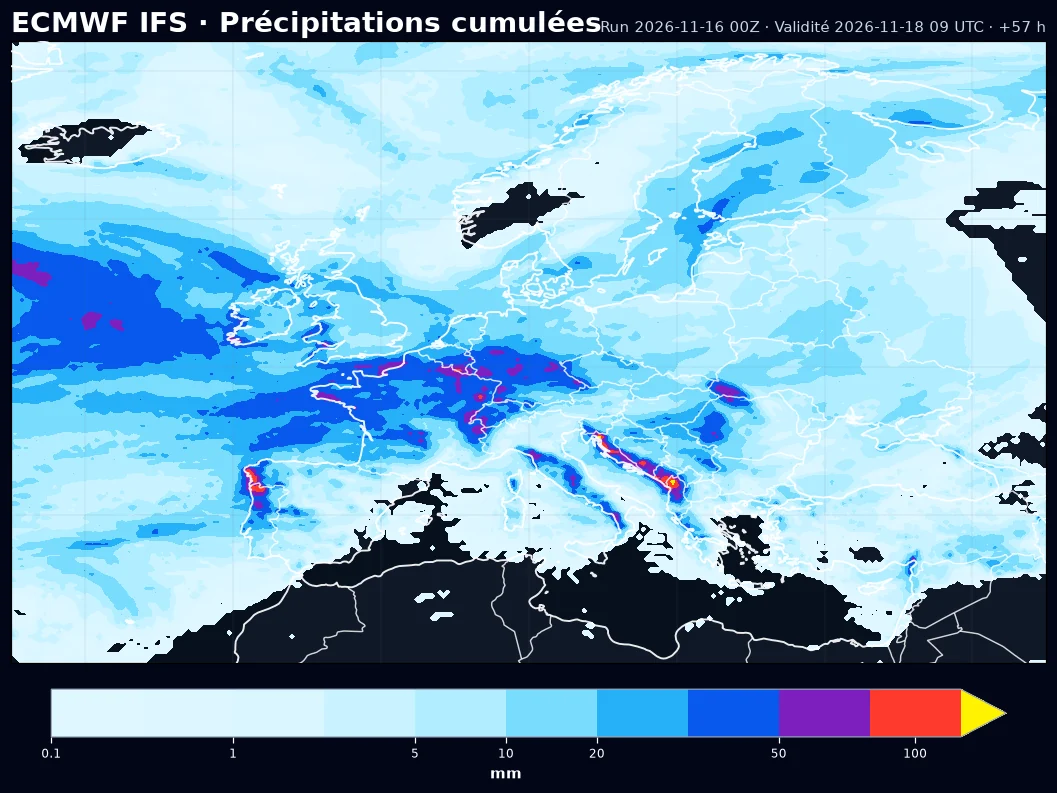 ECMWF IFS · Précipitations cumulées
Run 2026-11-16 00Z · Validité 2026-11-18 09 UTC · +57 h
0.1 1 5 10 20 50 100
mm